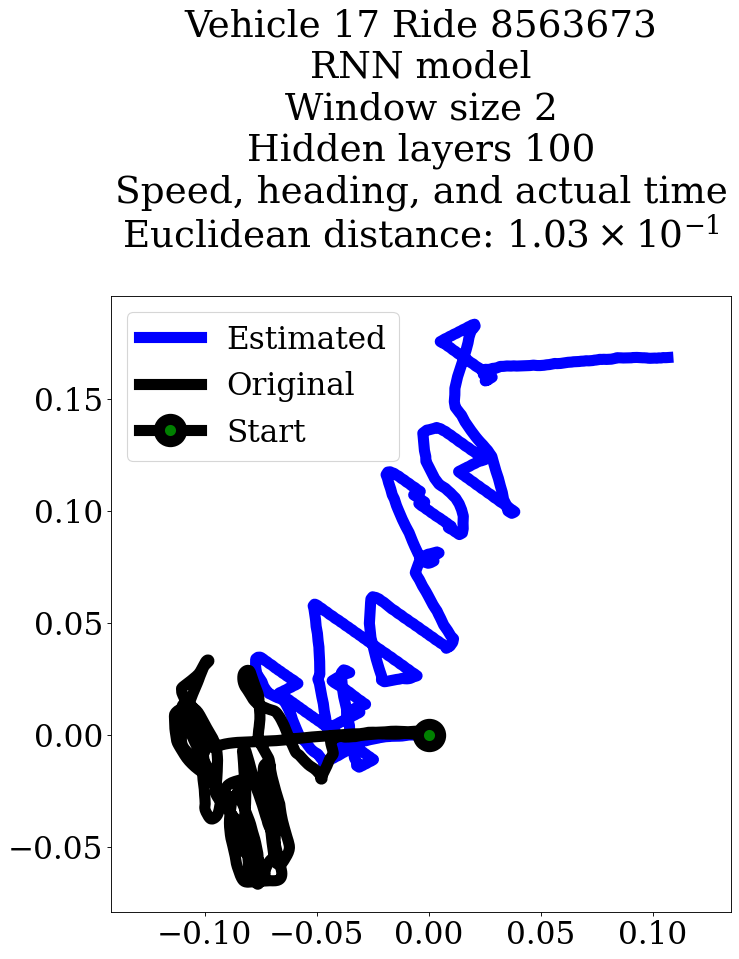 Vehicle 17 Ride 8563673
RNN model
Window size 2
Hidden layers 100
Speed, heading, and actual time
Euclidean distance: 1.03 × 10⁻¹
Estimated
Original
Start
0.15
0.10
0.05
0.00
−0.05
−0.10 −0.05 0.00 0.05 0.10